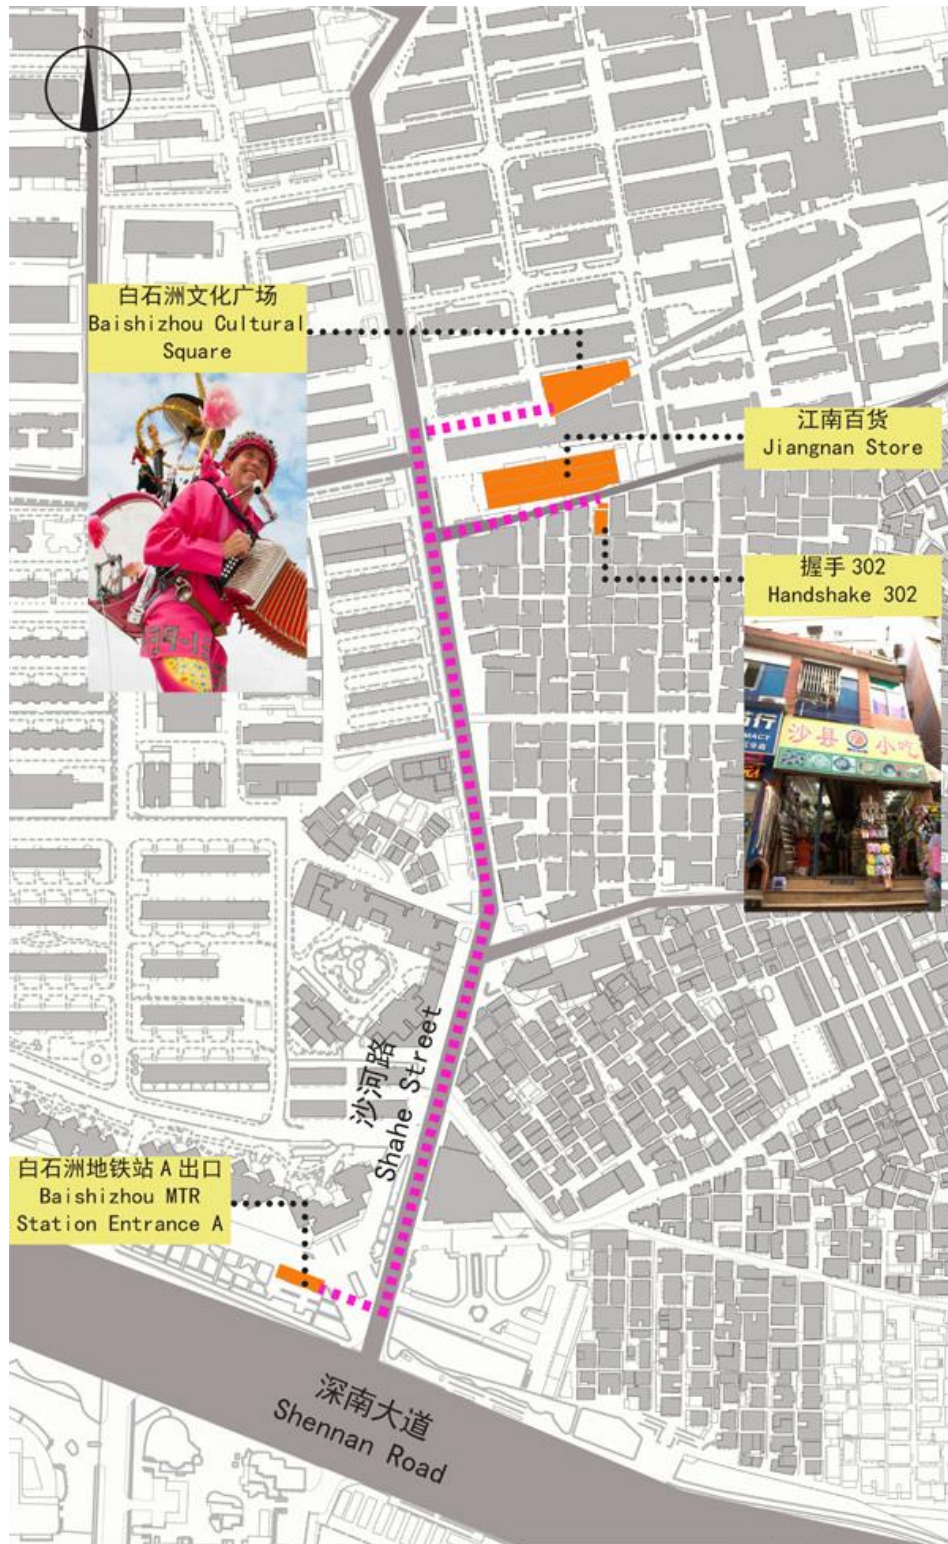 N
S
白石洲文化广场
Baishizhou Cultural
Square
江南百货
Jiangnan Store
握手 302
Handshake 302
沙县 小吃
沙河路
Shahe Street
白石洲地铁站 A 出口
Baishizhou MTR
Station Entrance A
深南大道
Shennan Road